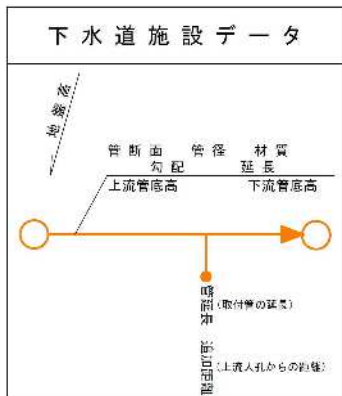 下水道施設データ
地盤高
管断面 管径 材質
勾配 延長
上流管底高 下流管底高
管延長 (取付管の延長)
追加距離 (上流人孔からの距離)